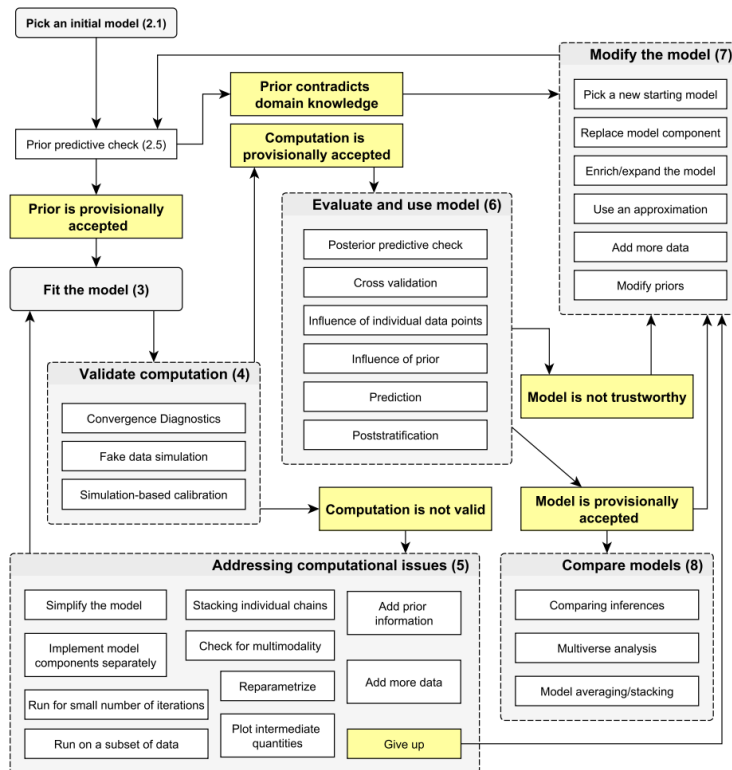 Pick an initial model (2.1)
Modify the model (7)
Pick a new starting model
Replace model component
Enrich/expand the model
Use an approximation
Add more data
Modify priors
Prior contradicts
domain knowledge
Prior predictive check (2.5)
Computation is
provisionally accepted
Prior is provisionally
accepted
Evaluate and use model (6)
Posterior predictive check
Cross validation
Influence of individual data points
Influence of prior
Prediction
Poststratification
Fit the model (3)
Validate computation (4)
Convergence Diagnostics
Fake data simulation
Simulation-based calibration
Model is not trustworthy
Computation is not valid
Model is provisionally
accepted
Addressing computational issues (5)
Simplify the model
Implement model
components separately
Run for small number of iterations
Run on a subset of data
Stacking individual chains
Check for multimodality
Reparametrize
Plot intermediate
quantities
Add prior
information
Add more data
Give up
Compare models (8)
Comparing inferences
Multiverse analysis
Model averaging/stacking